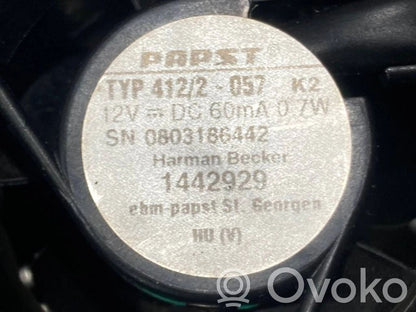 PAPST
TYP 412/2 - 057 K2
12V ⎓ DC 60mA 0.7W
SN 0803186442
Harman Becker
1442929
ebm-papst St. Georgen
HU (V)
Ovoko